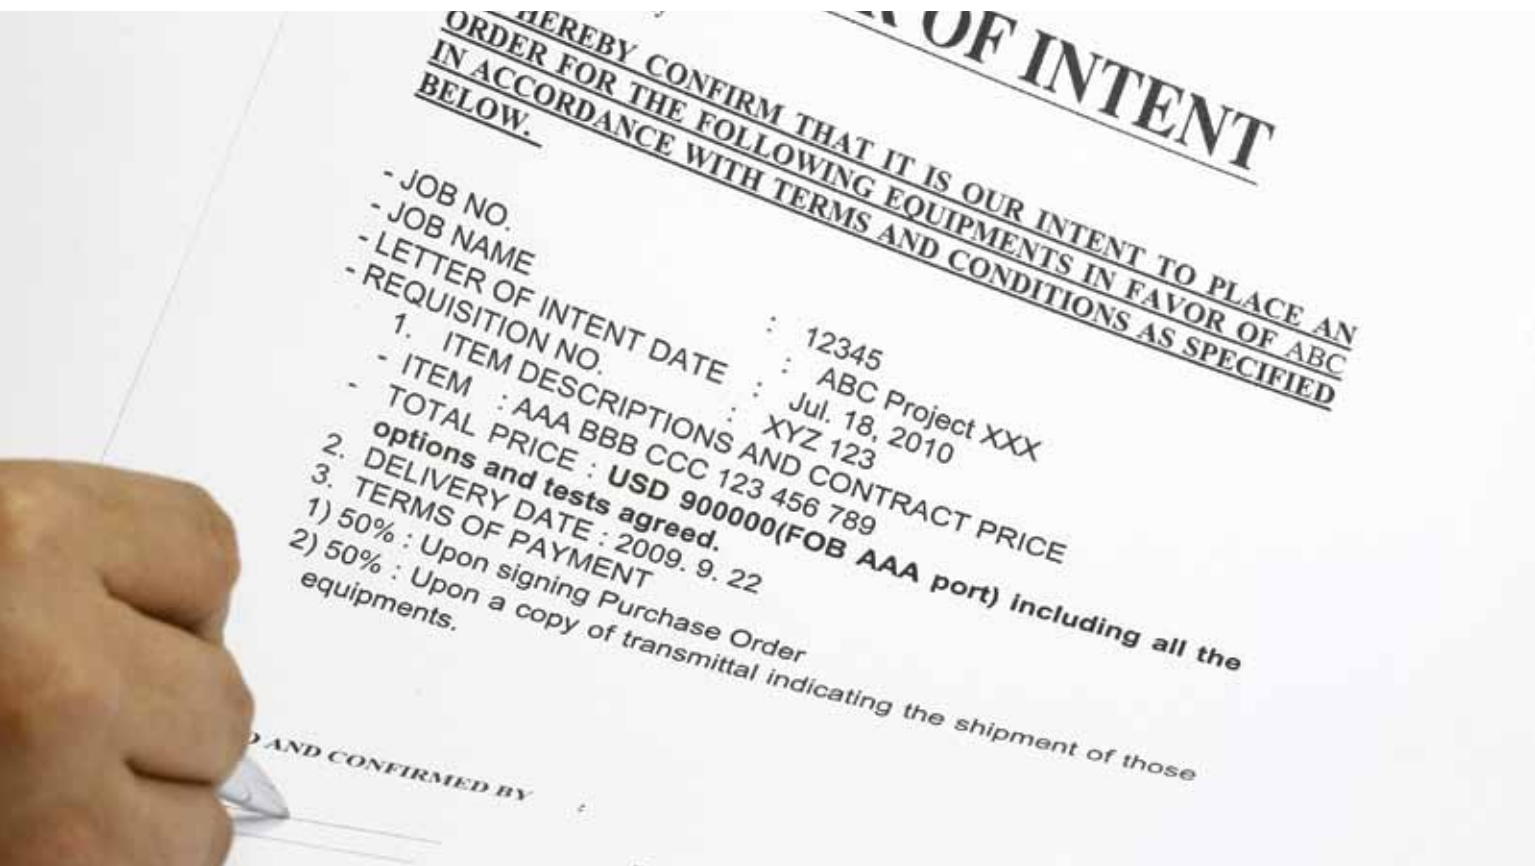 OF INTENT
HEREBY CONFIRM THAT IT IS OUR INTENT TO PLACE AN
ORDER FOR THE FOLLOWING EQUIPMENTS IN FAVOR OF ABC
IN ACCORDANCE WITH TERMS AND CONDITIONS AS SPECIFIED
BELOW.
- JOB NO. : 12345
- JOB NAME : ABC Project XXX
- LETTER OF INTENT DATE : Jul. 18, 2010
- REQUISITION NO. : XYZ 123
1. ITEM DESCRIPTIONS AND CONTRACT PRICE
- ITEM : AAA BBB CCC 123 456 789
- TOTAL PRICE : USD 900000(FOB AAA port) including all the
options and tests agreed.
2. DELIVERY DATE : 2009. 9. 22
3. TERMS OF PAYMENT
1) 50% : Upon signing Purchase Order
2) 50% : Upon a copy of transmittal indicating the shipment of those
equipments.
AND CONFIRMED BY :